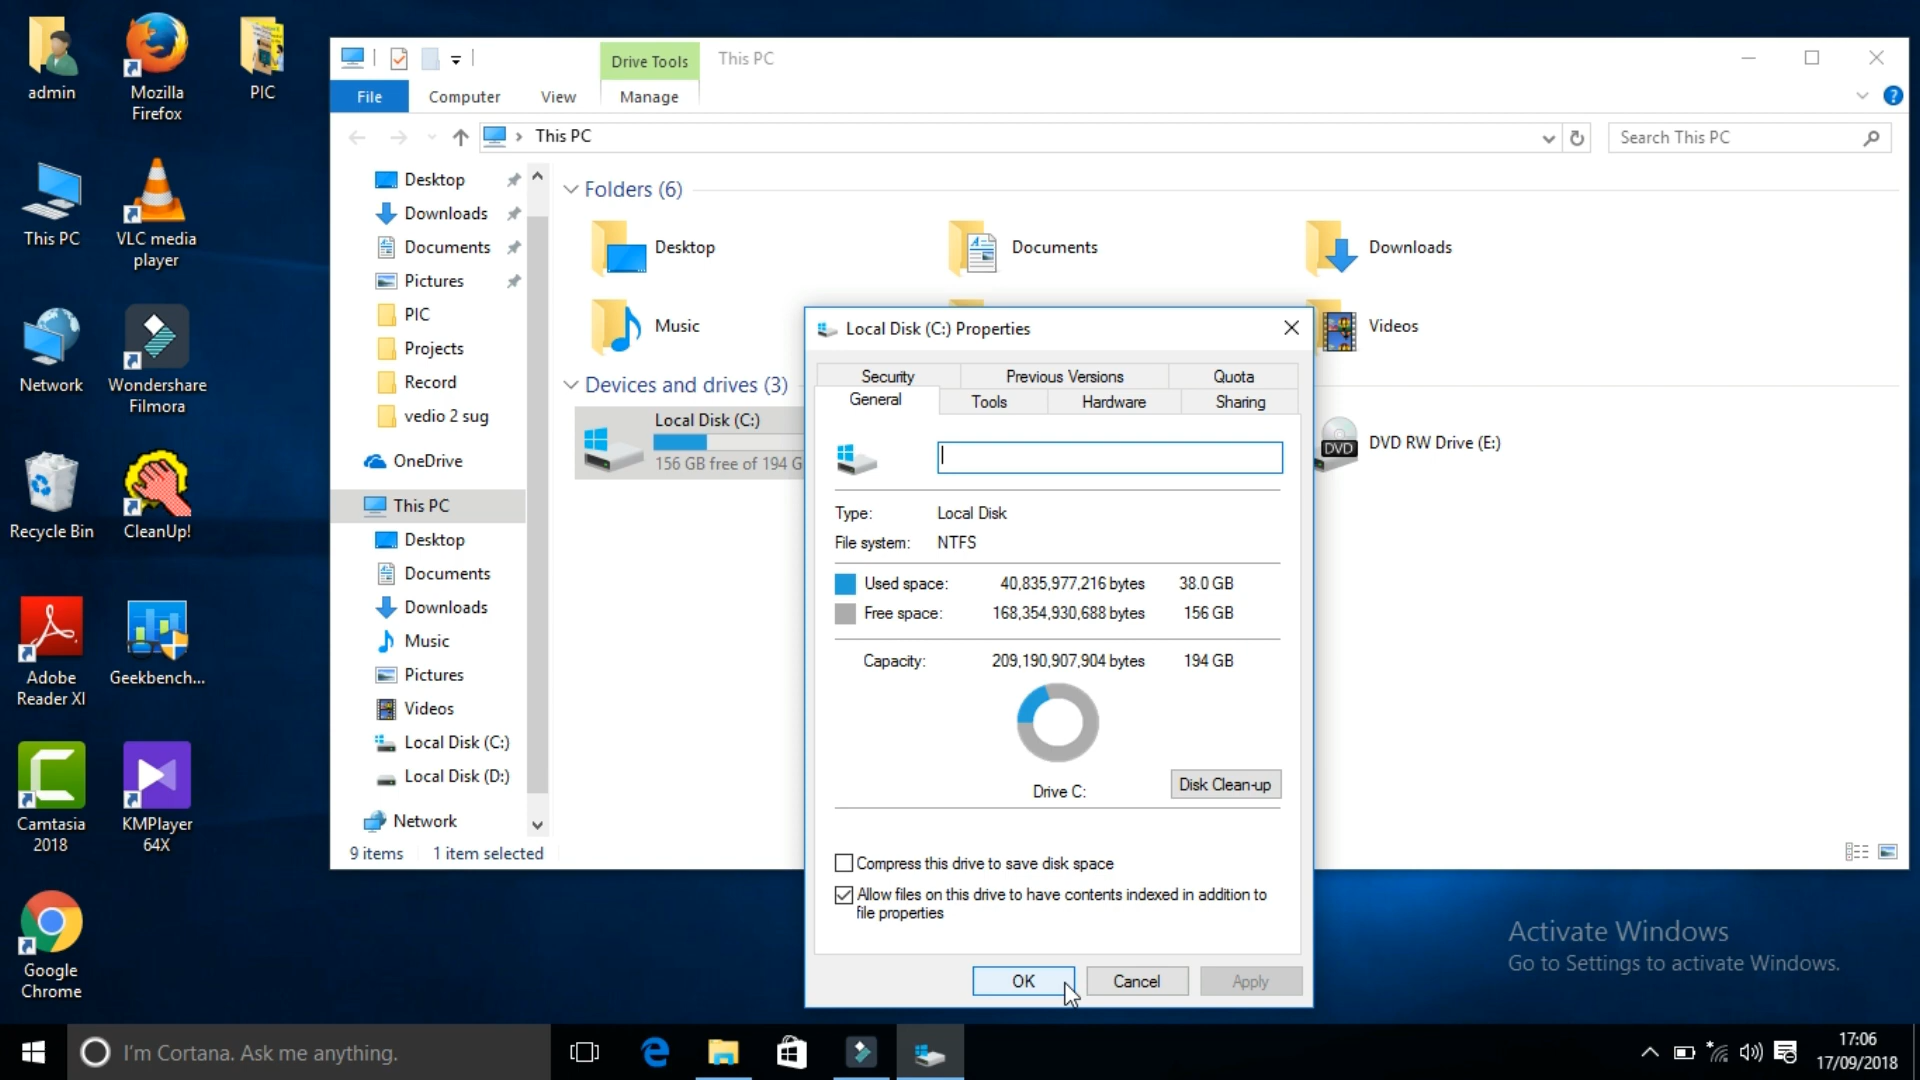 admin
Mozilla
Firefox
PIC
This PC
VLC media
player
Network
Wondershare
Filmora
Recycle Bin
CleanUp!
Adobe
Reader XI
Geekbench...
Camtasia
2018
KMPlayer
64X
Google
Chrome
Drive Tools
This PC
File
Computer
View
Manage
This PC
Search This PC
Desktop
Downloads
Documents
Pictures
PIC
Projects
Record
vedio 2 sug
OneDrive
This PC
Desktop
Documents
Downloads
Music
Pictures
Videos
Local Disk (C:)
Local Disk (D:)
Network
9 items
1 item selected
Folders (6)
Desktop
Documents
Downloads
Music
Videos
Devices and drives (3)
Local Disk (C:)
156 GB free of 194 G
DVD
DVD RW Drive (E:)
Local Disk (C:) Properties
Security
Previous Versions
Quota
General
Tools
Hardware
Sharing
Type: Local Disk
File system: NTFS
Used space: 40,835,977,216 bytes 38.0 GB
Free space: 168,354,930,688 bytes 156 GB
Capacity: 209,190,907,904 bytes 194 GB
Drive C:
Disk Clean-up
Compress this drive to save disk space
Allow files on this drive to have contents indexed in addition to
file properties
OK
Cancel
Apply
Activate Windows
Go to Settings to activate Windows.
I'm Cortana. Ask me anything.
17:06
17/09/2018